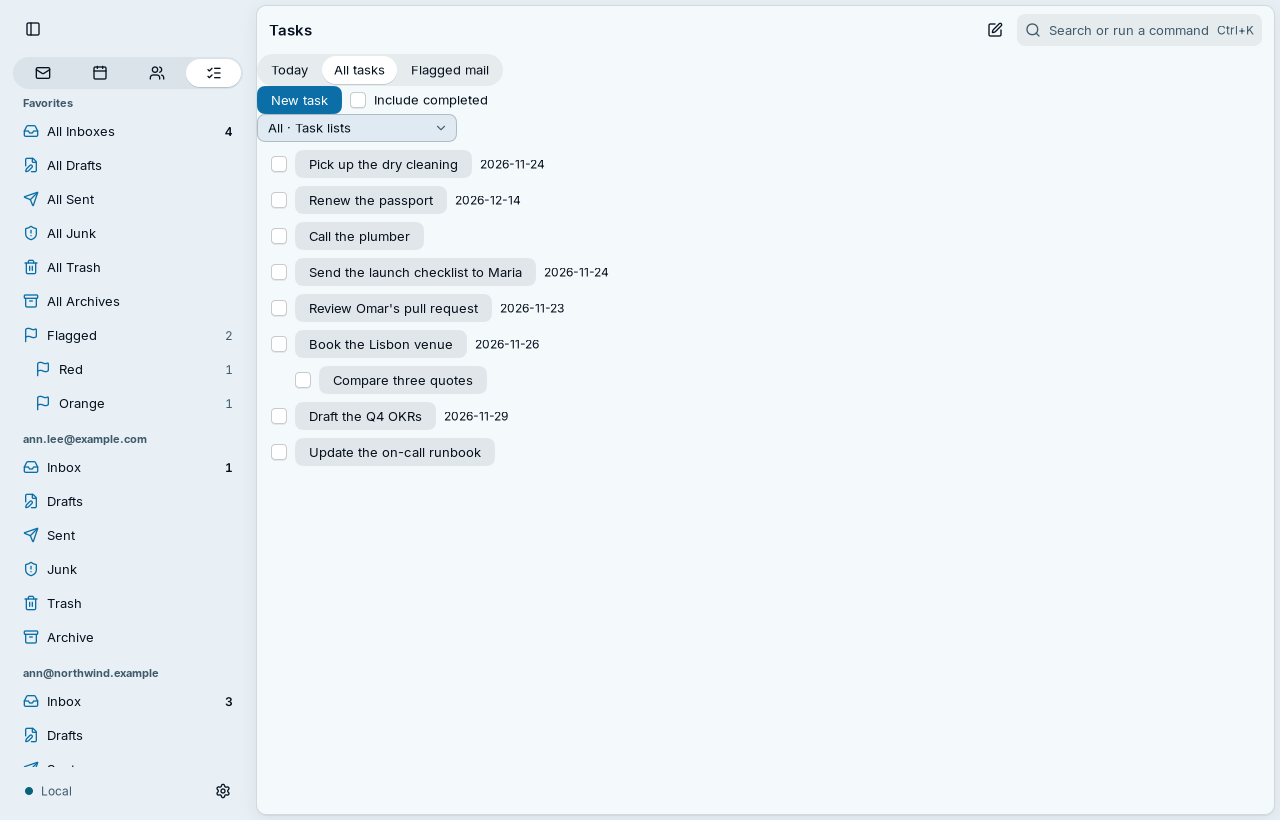 Tasks
Search or run a command Ctrl+K
Today All tasks Flagged mail
New task Include completed
All · Task lists
Pick up the dry cleaning 2026-11-24
Renew the passport 2026-12-14
Call the plumber
Send the launch checklist to Maria 2026-11-24
Review Omar's pull request 2026-11-23
Book the Lisbon venue 2026-11-26
Compare three quotes
Draft the Q4 OKRs 2026-11-29
Update the on-call runbook
Favorites
All Inboxes 4
All Drafts
All Sent
All Junk
All Trash
All Archives
Flagged 2
Red 1
Orange 1
ann.lee@example.com
Inbox 1
Drafts
Sent
Junk
Trash
Archive
ann@northwind.example
Inbox 3
Drafts
Local